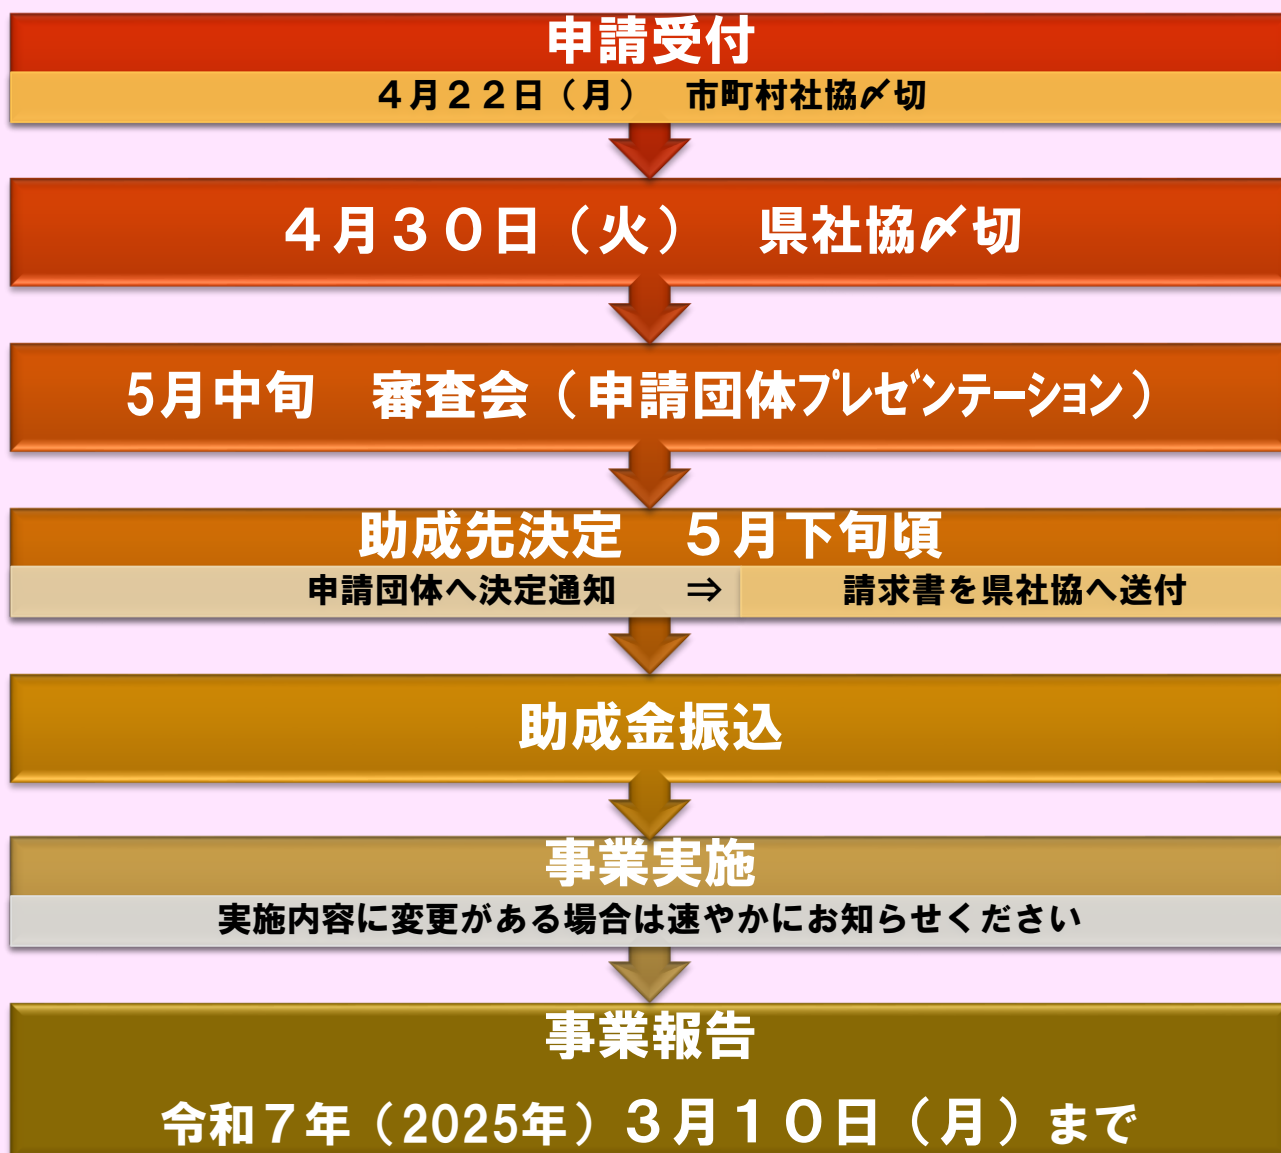 申請受付
４月２２日（月）　市町村社協〆切
４月３０日（火）　県社協〆切
5月中旬　審査会（申請団体ﾌﾟﾚｾﾞﾝﾃｰｼｮﾝ）
助成先決定　５月下旬頃
申請団体へ決定通知　⇒　請求書を県社協へ送付
助成金振込
事業実施
実施内容に変更がある場合は速やかにお知らせください
事業報告
令和７年（2025年）３月１０日（月）まで